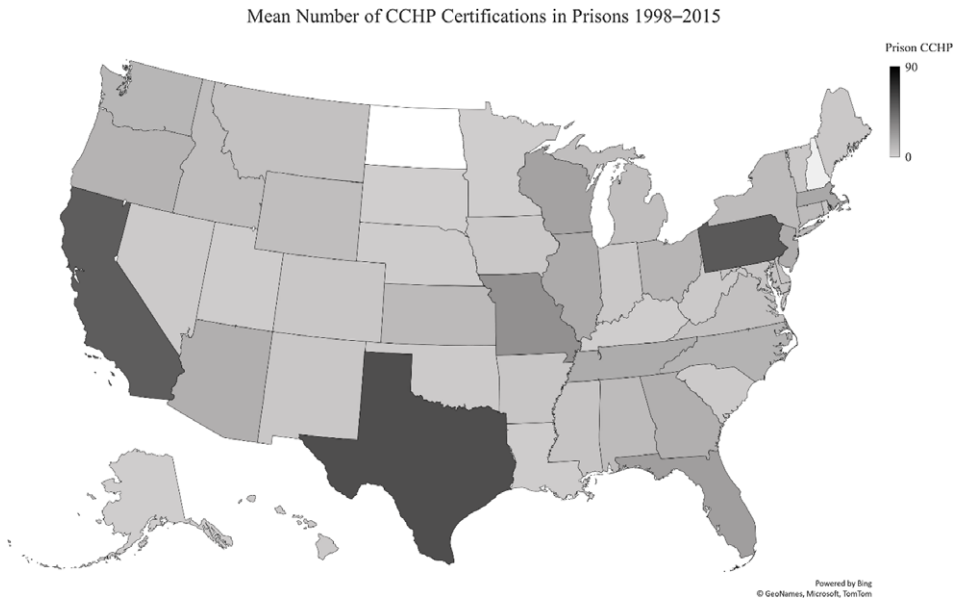 Mean Number of CCHP Certifications in Prisons 1998–2015
Prison CCHP
90
0
Powered by Bing
© GeoNames, Microsoft, TomTom